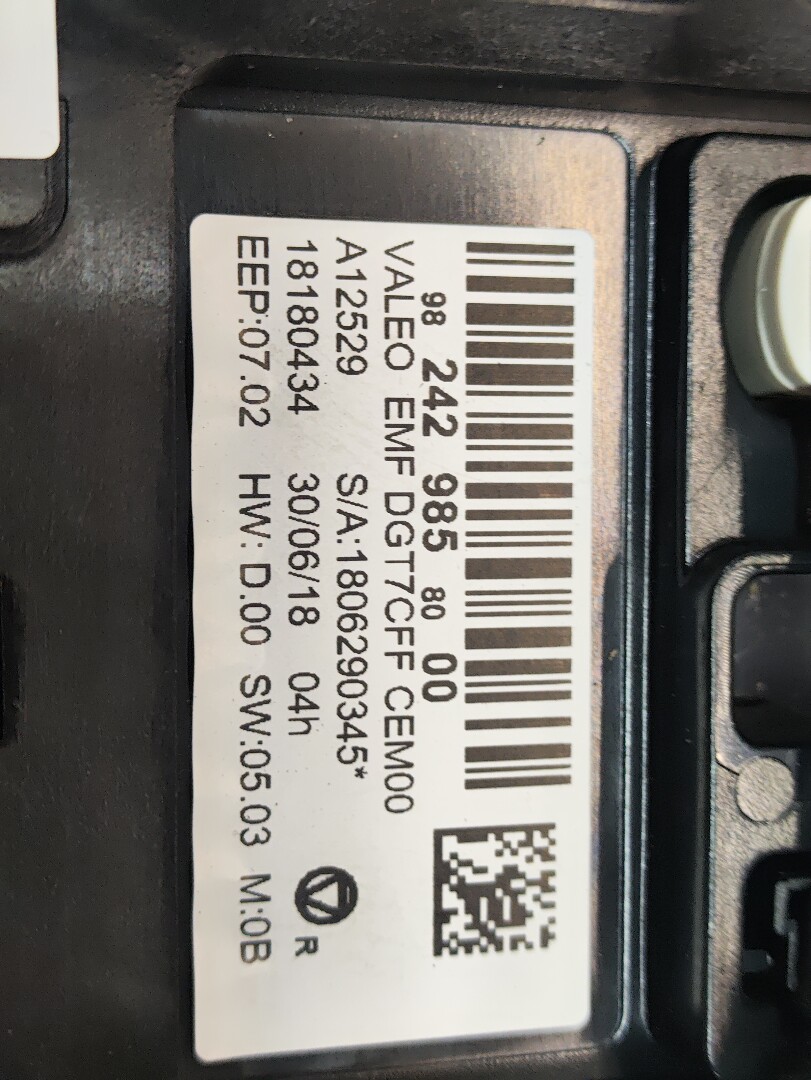 98 242 985 80 00
VALEO EMF DGT7CFF CEM00
A12529 S/A:1806290345*
18180434 30/06/18 04h
R
EEP:07.02 HW:D.00 SW:05.03 M:0B